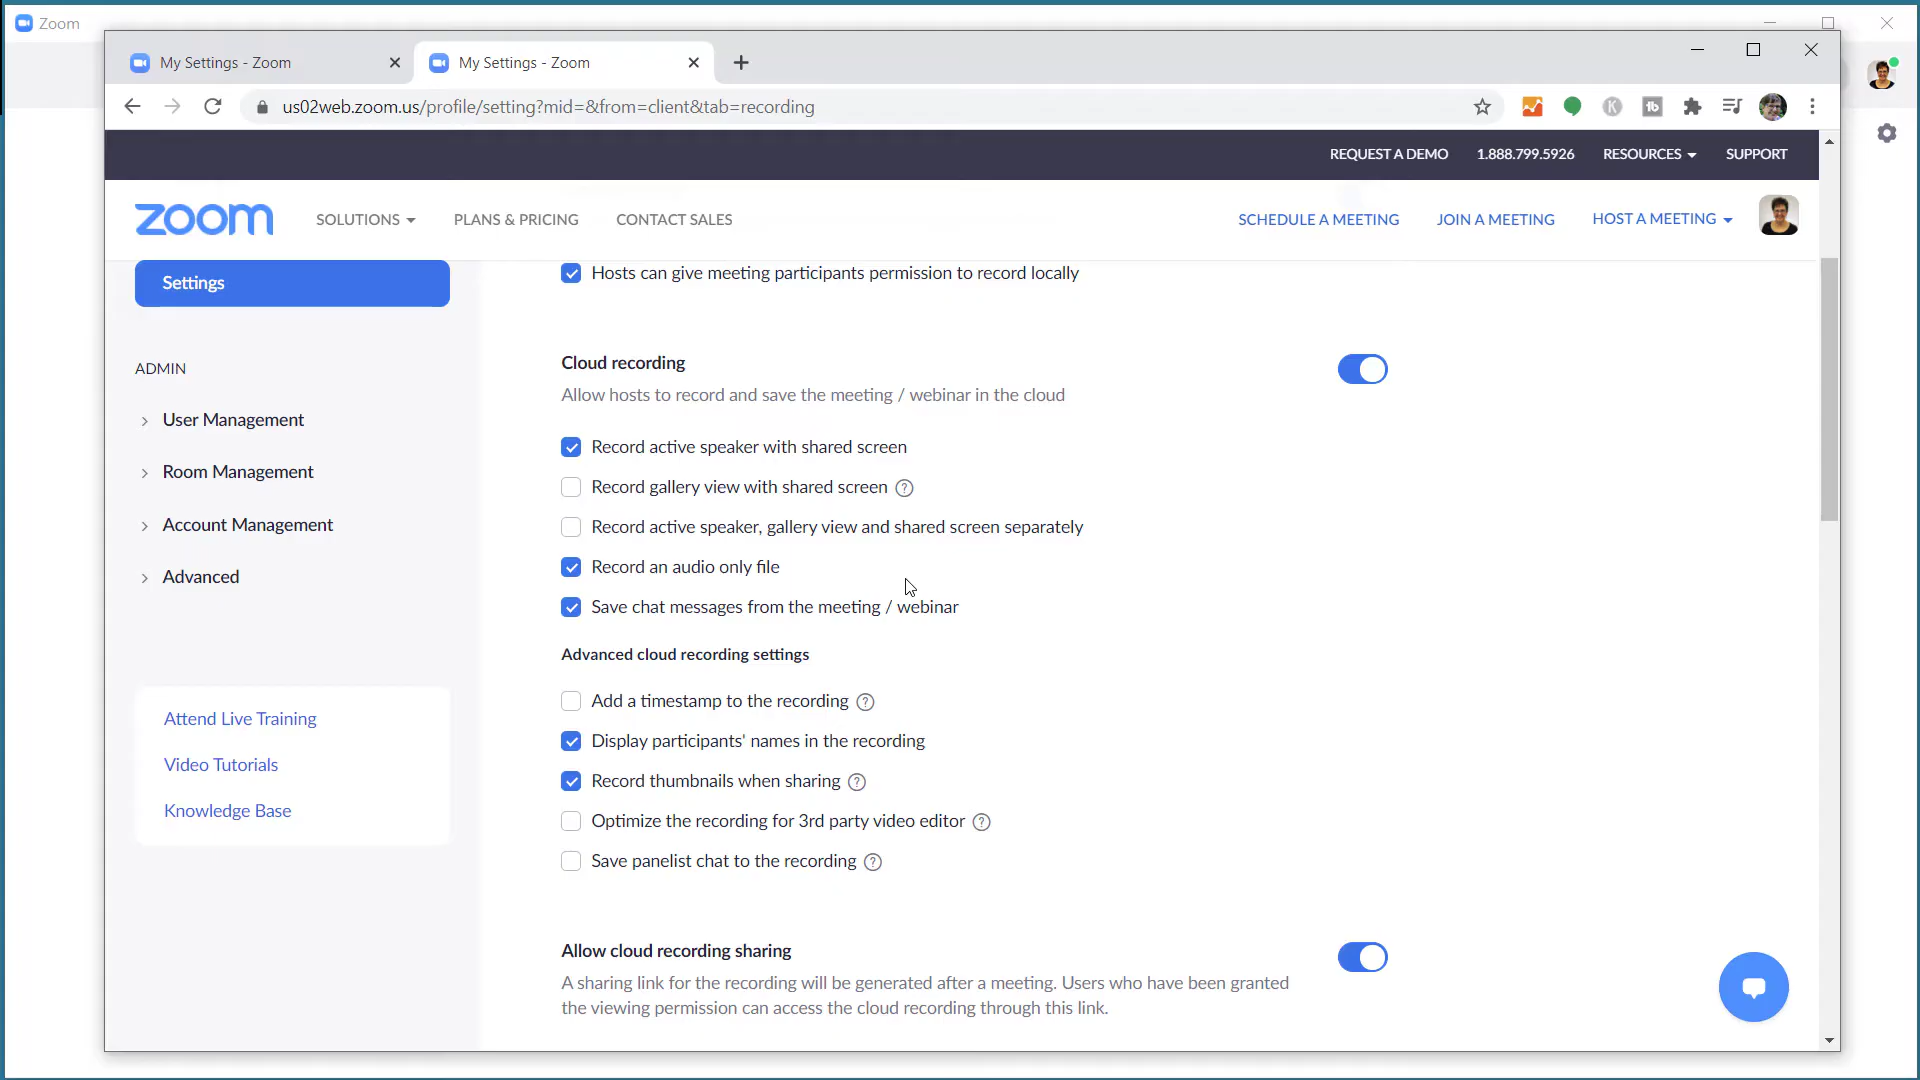 Zoom
My Settings - Zoom
My Settings - Zoom
us02web.zoom.us/profile/setting?mid=&from=client&tab=recording
REQUEST A DEMO
1.888.799.5926
RESOURCES
SUPPORT
zoom
SOLUTIONS
PLANS & PRICING
CONTACT SALES
SCHEDULE A MEETING
JOIN A MEETING
HOST A MEETING
Settings
ADMIN
User Management
Room Management
Account Management
Advanced
Attend Live Training
Video Tutorials
Knowledge Base
Hosts can give meeting participants permission to record locally
Cloud recording
Allow hosts to record and save the meeting / webinar in the cloud
Record active speaker with shared screen
Record gallery view with shared screen ?
Record active speaker, gallery view and shared screen separately
Record an audio only file
Save chat messages from the meeting / webinar
Advanced cloud recording settings
Add a timestamp to the recording ?
Display participants' names in the recording
Record thumbnails when sharing ?
Optimize the recording for 3rd party video editor ?
Save panelist chat to the recording ?
Allow cloud recording sharing
A sharing link for the recording will be generated after a meeting. Users who have been granted
the viewing permission can access the cloud recording through this link.